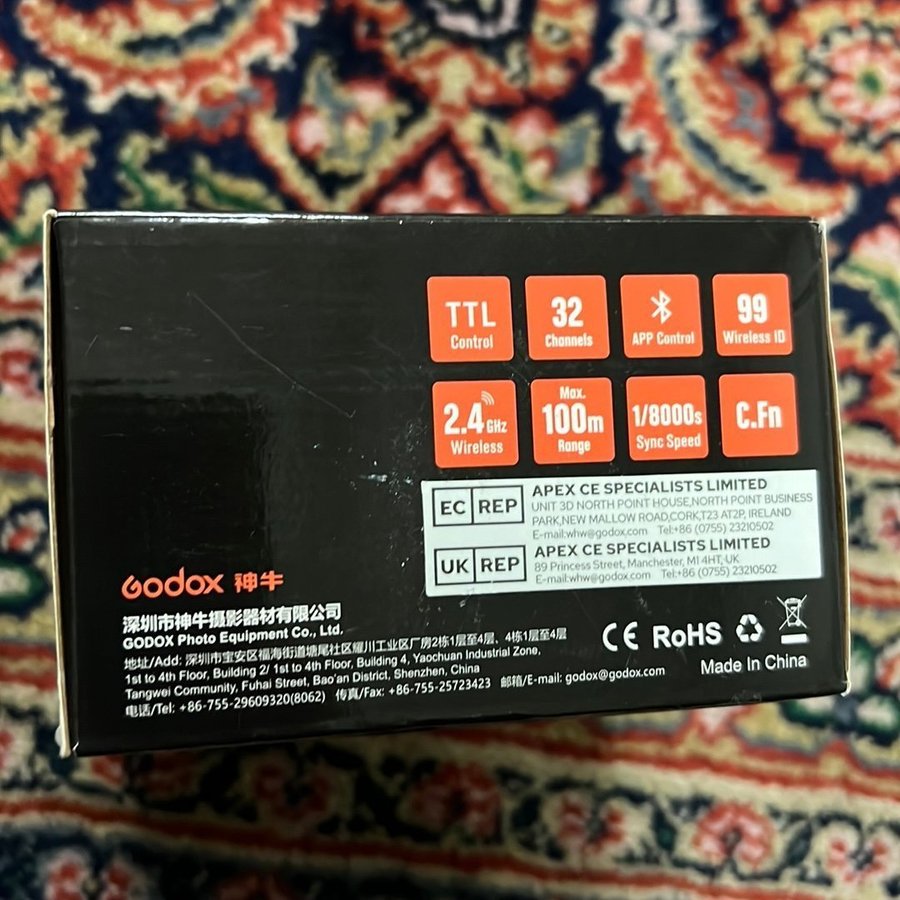 TTL
Control
32
Channels
APP Control
99
Wireless ID
2.4GHz
Wireless
Max.
100m
Range
1/8000s
Sync Speed
C.Fn
EC REP
APEX CE SPECIALISTS LIMITED
UNIT 3D NORTH POINT HOUSE,NORTH POINT BUSINESS
PARK,NEW MALLOW ROAD,CORK,T23 AT2P, IRELAND
E-mail:whw@godox.com Tel:+86 (0755) 23210502
UK REP
APEX CE SPECIALISTS LIMITED
89 Princess Street, Manchester, M1 4HT, UK
E-mail:whw@godox.com Tel:+86 (0755) 23210502
Godox 神牛
深圳市神牛摄影器材有限公司
GODOX Photo Equipment Co., Ltd.
地址/Add: 深圳市宝安区福海街道塘尾社区耀川工业区厂房2栋1层至4层、4栋1层至4层
1st to 4th Floor, Building 2/ 1st to 4th Floor, Building 4, Yaochuan Industrial Zone,
Tangwei Community, Fuhai Street, Bao'an District, Shenzhen, China
电话/Tel: +86-755-29609320(8062) 传真/Fax: +86-755-25723423 邮箱/E-mail: godox@godox.com
CE RoHS
Made In China